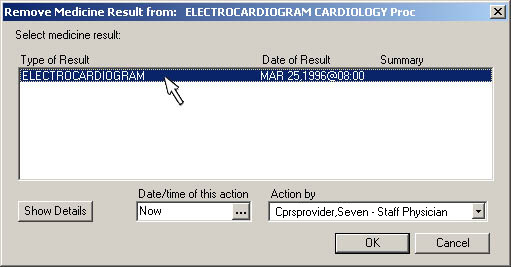 Remove Medicine Result from: ELECTROCARDIOGRAM CARDIOLOGY Proc
Select medicine result:
Type of Result Date of Result Summary
ELECTROCARDIOGRAM MAR 25,1996@08:00
Date/time of this action Action by
Show Details Now ... Cprsprovider,Seven - Staff Physician
OK Cancel